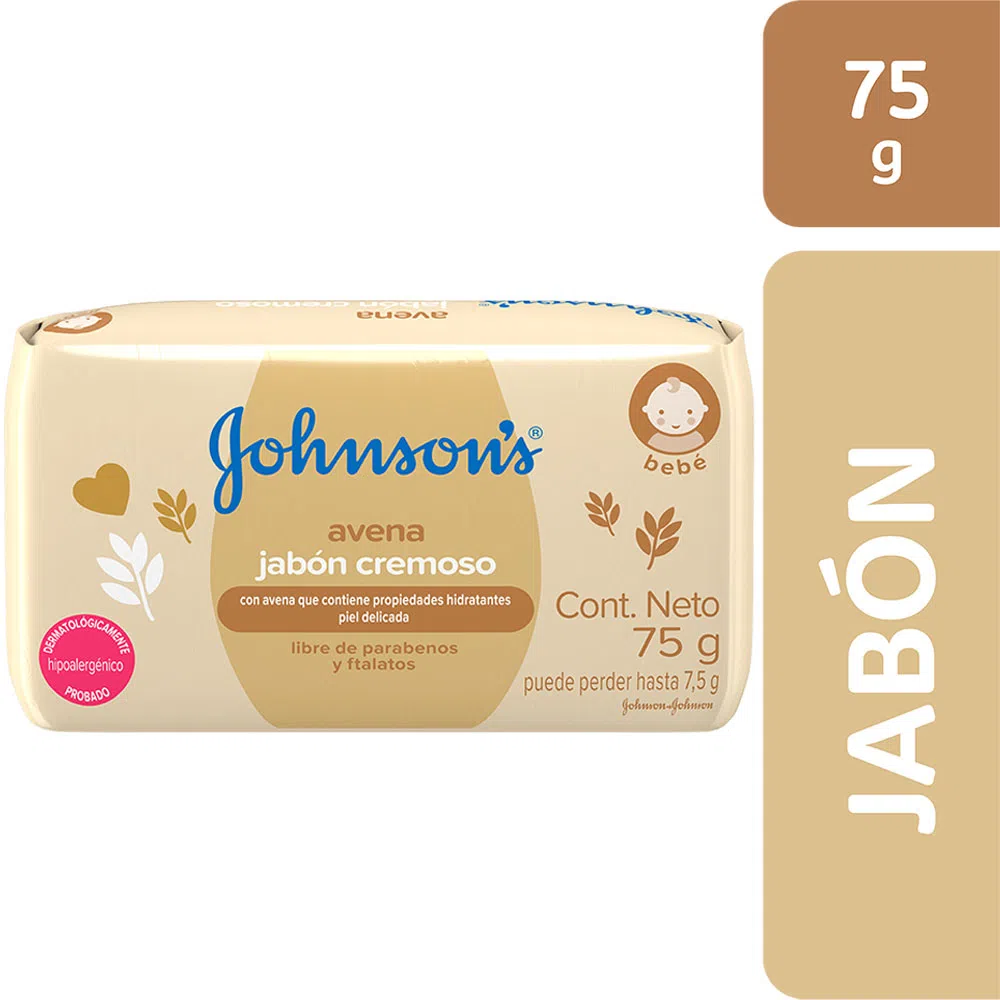 75
g
JABÓN
jabón cremoso
avena
Johnson's
Johnson's®
bebé
avena
jabón cremoso
con avena que contiene propiedades hidratantes
piel delicada
libre de parabenos
y ftalatos
DERMATOLÓGICAMENTE
hipoalergénico
PROBADO
Cont. Neto
75 g
puede perder hasta 7,5 g
Johnson & Johnson